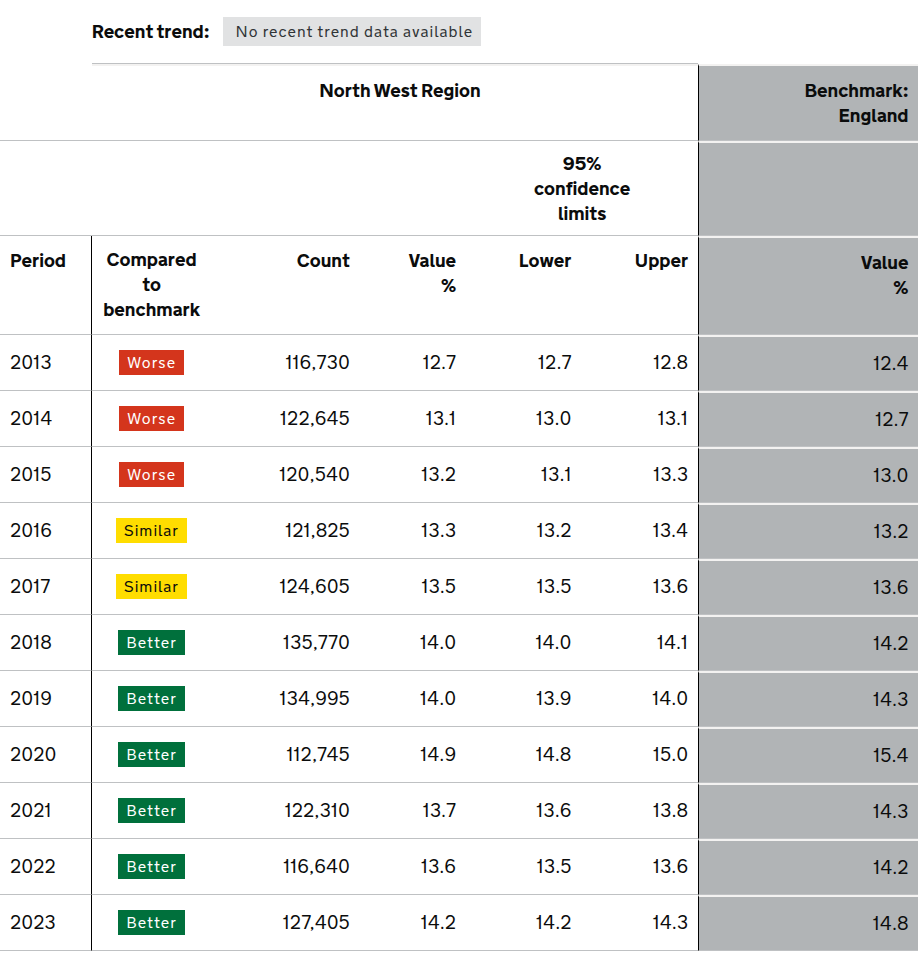 Recent trend: No recent trend data available
North West Region Benchmark:
England
95%
confidence
limits
Period Compared to benchmark Count Value % Lower Upper Value %
2013 Worse 116,730 12.7 12.7 12.8 12.4
2014 Worse 122,645 13.1 13.0 13.1 12.7
2015 Worse 120,540 13.2 13.1 13.3 13.0
2016 Similar 121,825 13.3 13.2 13.4 13.2
2017 Similar 124,605 13.5 13.5 13.6 13.6
2018 Better 135,770 14.0 14.0 14.1 14.2
2019 Better 134,995 14.0 13.9 14.0 14.3
2020 Better 112,745 14.9 14.8 15.0 15.4
2021 Better 122,310 13.7 13.6 13.8 14.3
2022 Better 116,640 13.6 13.5 13.6 14.2
2023 Better 127,405 14.2 14.2 14.3 14.8